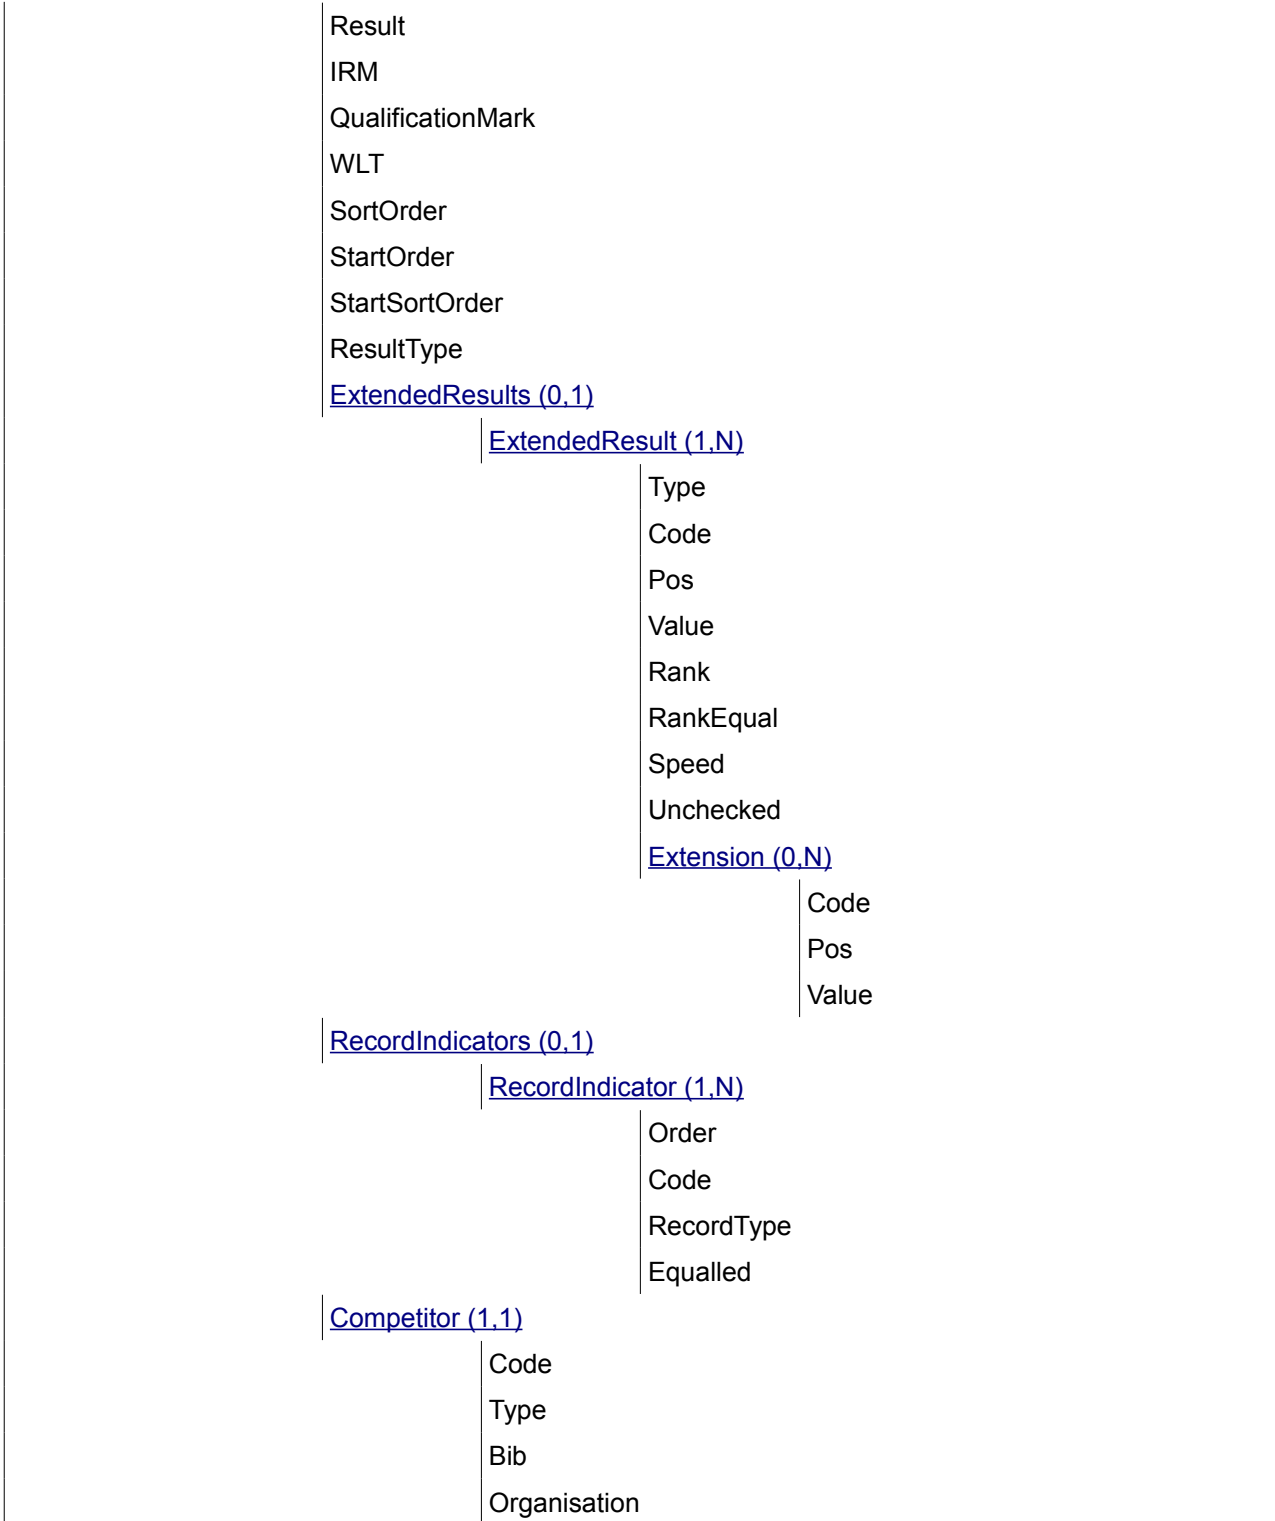 Result
IRM
QualificationMark
WLT
SortOrder
StartOrder
StartSortOrder
ResultType
ExtendedResults (0,1)
ExtendedResult (1,N)
Type
Code
Pos
Value
Rank
RankEqual
Speed
Unchecked
Extension (0,N)
Code
Pos
Value
RecordIndicators (0,1)
RecordIndicator (1,N)
Order
Code
RecordType
Equalled
Competitor (1,1)
Code
Type
Bib
Organisation